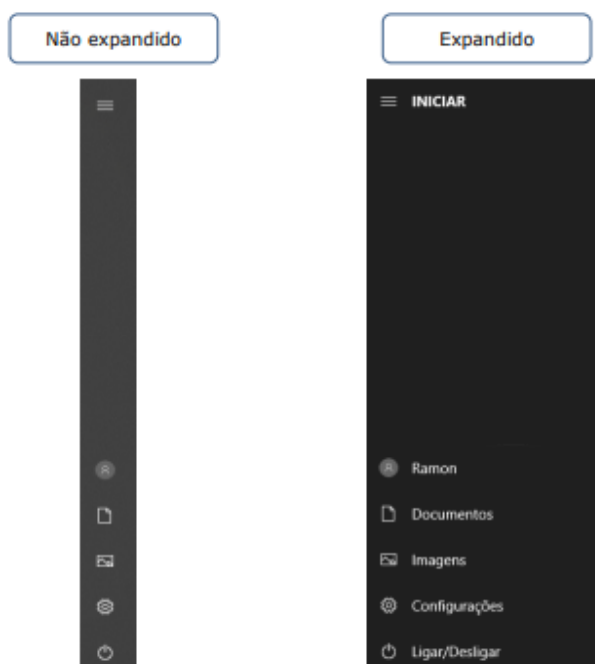 Não expandido
Expandido
INICIAR
Ramon
Documentos
Imagens
Configurações
Ligar/Desligar